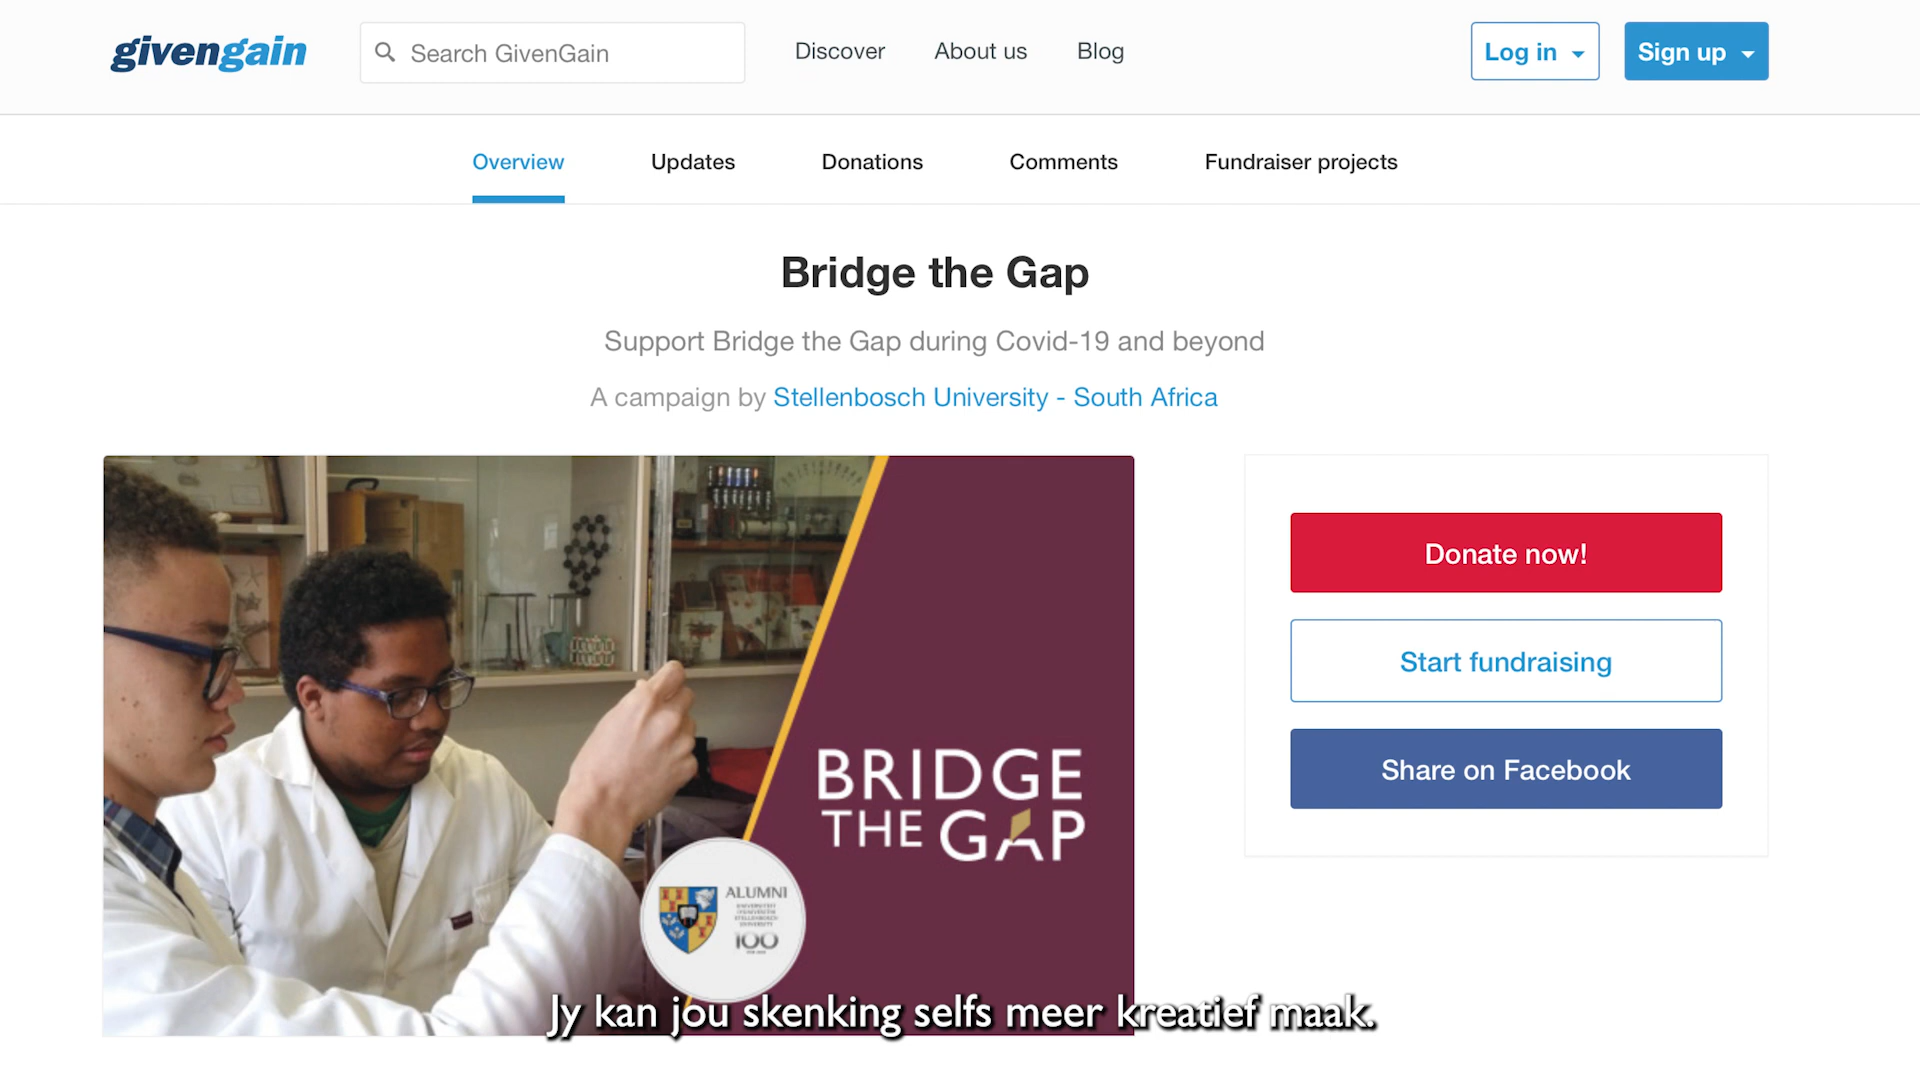 givengain
Search GivenGain
Discover
About us
Blog
Log in
Sign up
Overview
Updates
Donations
Comments
Fundraiser projects
Bridge the Gap
Support Bridge the Gap during Covid-19 and beyond
A campaign by Stellenbosch University - South Africa
Donate now!
Start fundraising
Share on Facebook
BRIDGE
THE GAP
ALUMNI
100
Jy kan jou skenking selfs meer kreatief maak.